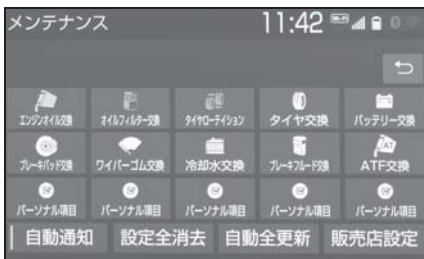 メンテナンス 11:42
エンジンオイル交換 オイルフィルター交換 タイヤローテイション タイヤ交換 バッテリー交換
ブレーキパッド交換 ワイパーゴム交換 冷却水交換 ブレーキフルード交換 ATF交換
パーソナル項目 パーソナル項目 パーソナル項目 パーソナル項目 パーソナル項目
自動通知 設定全消去 自動全更新 販売店設定